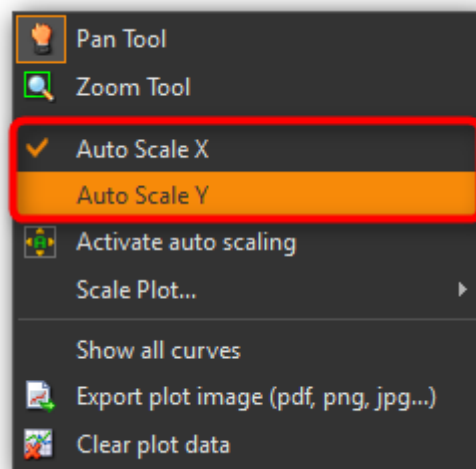 Pan Tool
Zoom Tool
Auto Scale X
Auto Scale Y
Activate auto scaling
Scale Plot...
Show all curves
Export plot image (pdf, png, jpg...)
Clear plot data